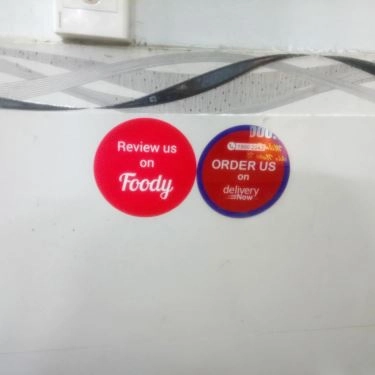 Review us
on
Foody
ORDER US
on
delivery
Now